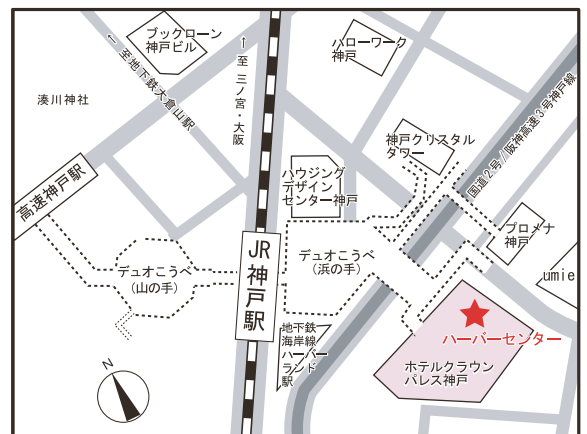 ブックローン
神戸ビル
ハローワーク
神戸
← 至地下鉄大倉山駅
← 至 三ノ宮・大阪
湊川神社
国道2号/阪神高速3号神戸線
神戸クリスタル
タワー
高速神戸駅
ハウジング
デザイン
センター神戸
プロメナ
神戸
デュオこうべ
(山の手)
JR
神戸駅
デュオこうべ
(浜の手)
umie
地下鉄
海岸線
ハーバー
ランド
駅
ハーバーセンター
ホテルクラウン
パレス神戸
N